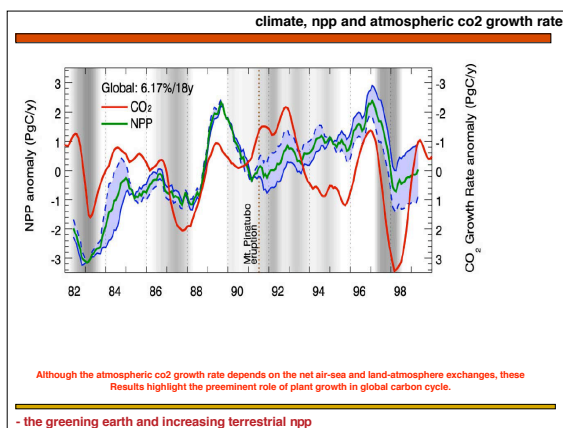 climate, npp and atmospheric co2 growth rate
Global: 6.17%/18y
CO₂
NPP
NPP anomaly (PgC/y)
3
2
1
0
-1
-2
-3
-3
-2
-1
0
1
2
3
CO₂ Growth Rate anomaly (PgC/y)
Mt. Pinatubo
eruption
82 84 86 88 90 92 94 96 98
Although the atmospheric co2 growth rate depends on the net air-sea and land-atmosphere exchanges, these
Results highlight the preeminent role of plant growth in global carbon cycle.
- the greening earth and increasing terrestrial npp